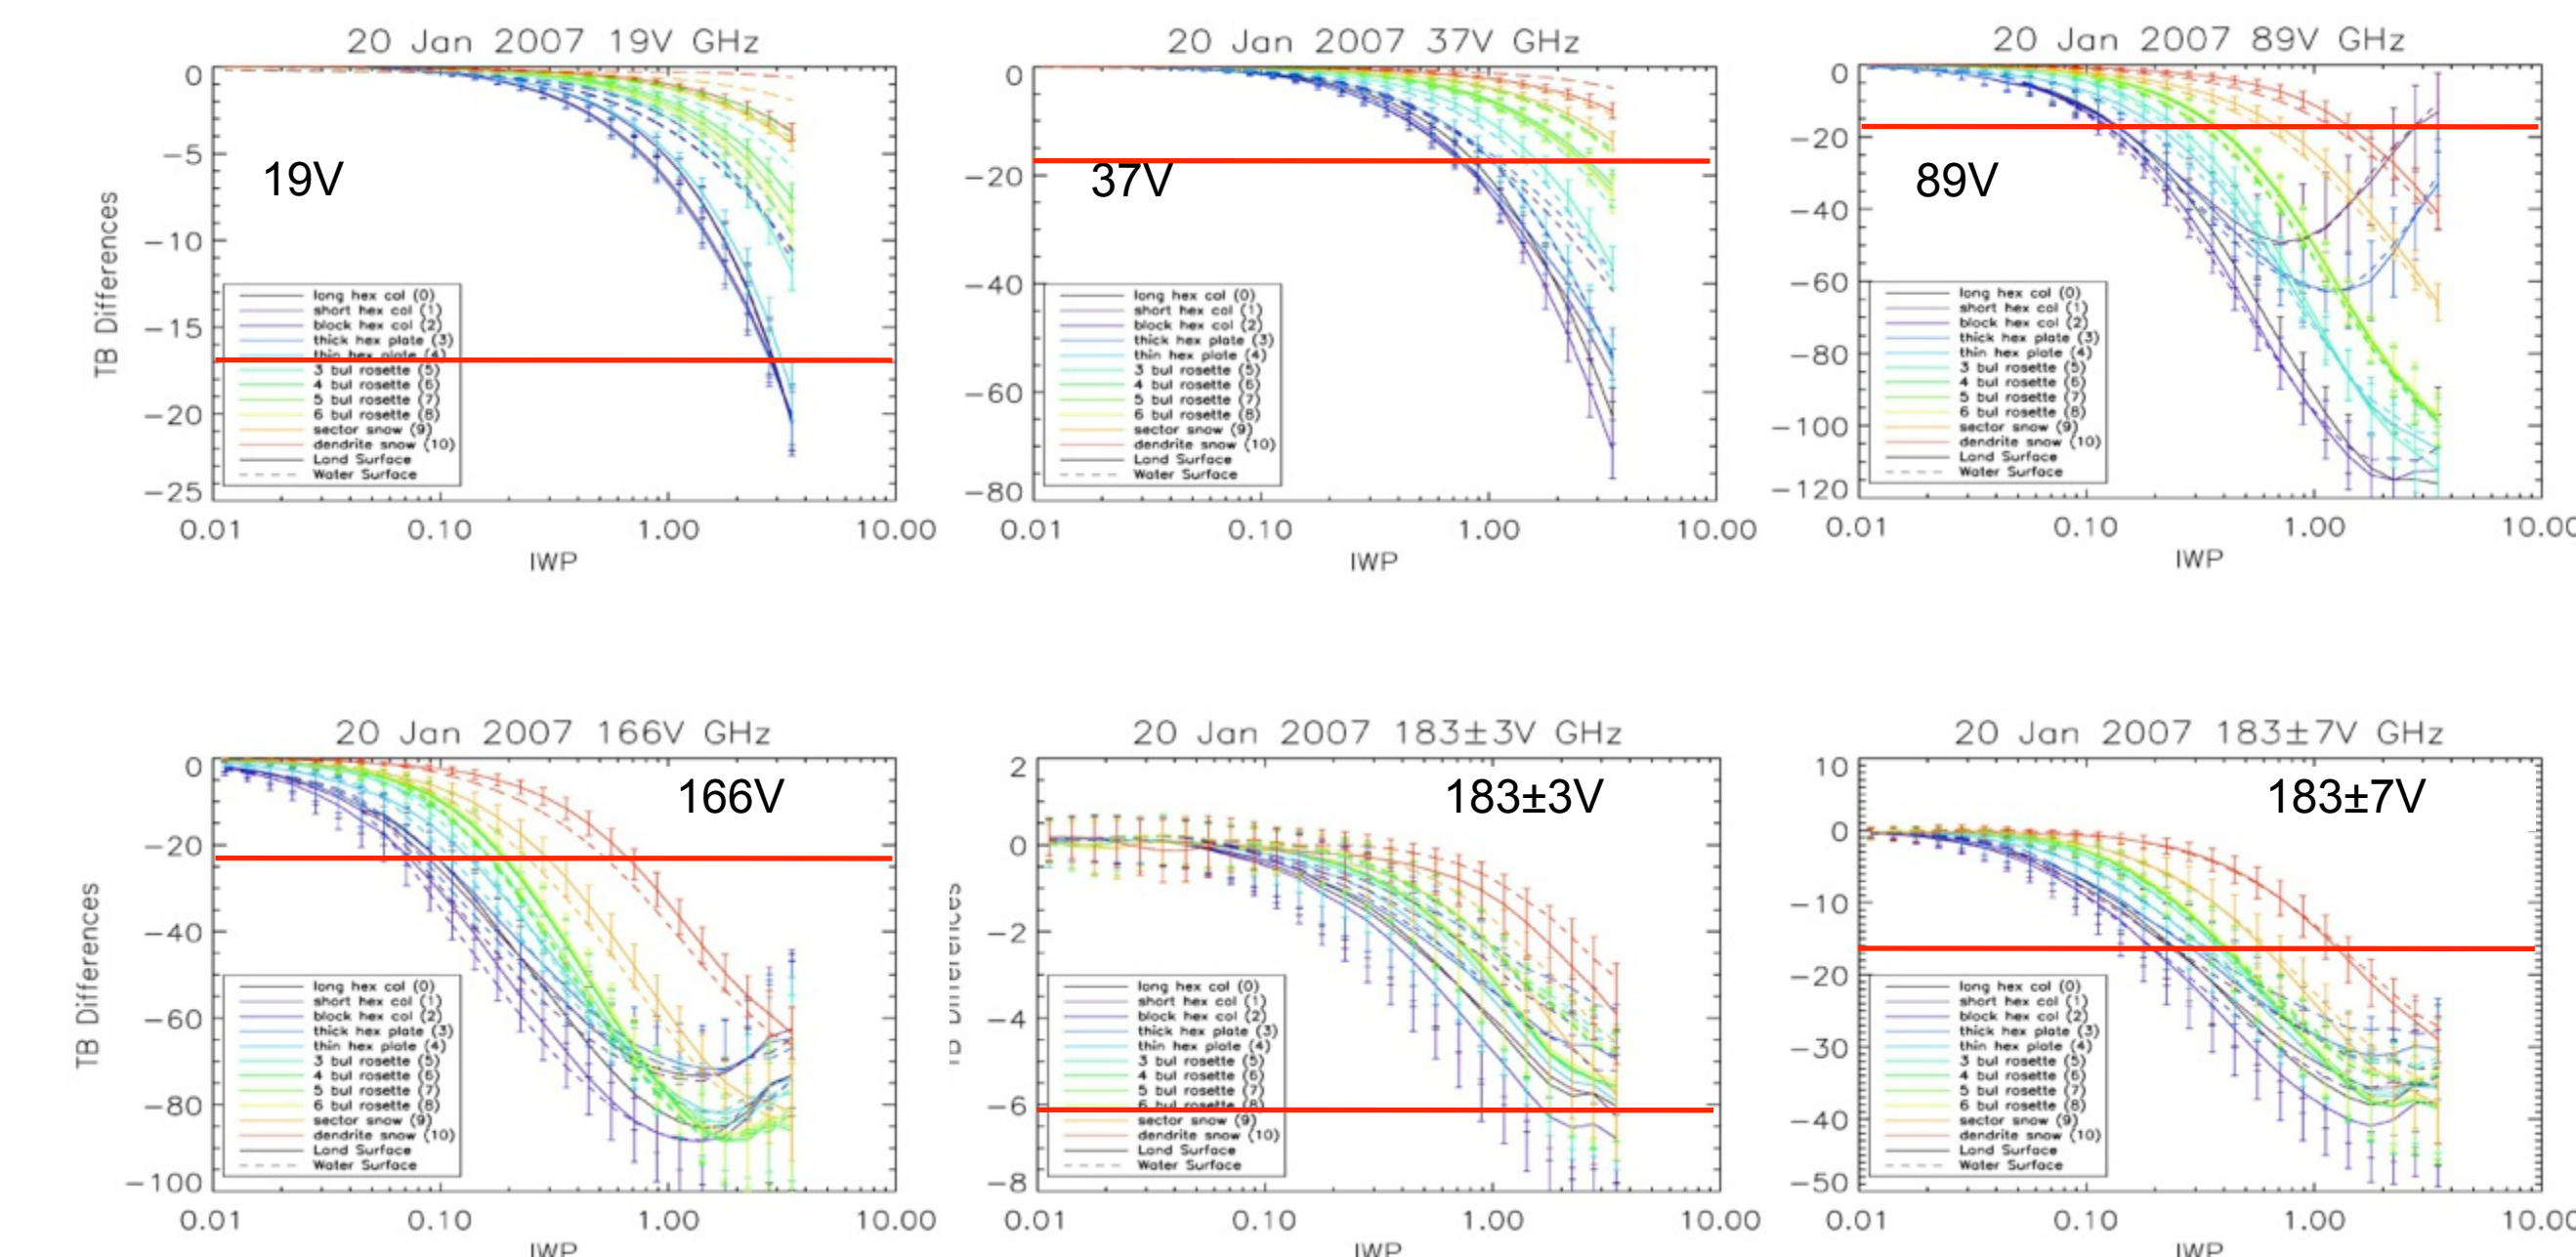 20 Jan 2007 19V GHz
0
−5
−10
−15
−20
−25
TB Differences
19V
long hex col (0)
short hex col (1)
block hex col (2)
thick hex plate (3)
thin hex plate (4)
3 bul rosette (5)
4 bul rosette (6)
5 bul rosette (7)
6 bul rosette (8)
sector snow (9)
dendrite snow (10)
Land Surface
Water Surface
0.01 0.10 1.00 10.00
IWP
20 Jan 2007 37V GHz
0
−20
−40
−60
−80
37V
long hex col (0)
short hex col (1)
block hex col (2)
thick hex plate (3)
thin hex plate (4)
3 bul rosette (5)
4 bul rosette (6)
5 bul rosette (7)
6 bul rosette (8)
sector snow (9)
dendrite snow (10)
Land Surface
Water Surface
0.01 0.10 1.00 10.00
IWP
20 Jan 2007 89V GHz
0
−20
−40
−60
−80
−100
−120
89V
long hex col (0)
short hex col (1)
block hex col (2)
thick hex plate (3)
thin hex plate (4)
3 bul rosette (5)
4 bul rosette (6)
5 bul rosette (7)
6 bul rosette (8)
sector snow (9)
dendrite snow (10)
Land Surface
Water Surface
0.01 0.10 1.00 10.00
IWP
20 Jan 2007 166V GHz
0
−20
−40
−60
−80
−100
TB Differences
166V
long hex col (0)
short hex col (1)
block hex col (2)
thick hex plate (3)
thin hex plate (4)
3 bul rosette (5)
4 bul rosette (6)
5 bul rosette (7)
6 bul rosette (8)
sector snow (9)
dendrite snow (10)
Land Surface
Water Surface
0.01 0.10 1.00 10.00
IWP
20 Jan 2007 183±3V GHz
2
0
−2
−4
−6
−8
TB Differences
183±3V
long hex col (0)
short hex col (1)
block hex col (2)
thick hex plate (3)
thin hex plate (4)
3 bul rosette (5)
4 bul rosette (6)
5 bul rosette (7)
6 bul rosette (8)
sector snow (9)
dendrite snow (10)
Land Surface
Water Surface
0.01 0.10 1.00 10.00
IWP
20 Jan 2007 183±7V GHz
10
0
−10
−20
−30
−40
−50
183±7V
long hex col (0)
short hex col (1)
block hex col (2)
thick hex plate (3)
thin hex plate (4)
3 bul rosette (5)
4 bul rosette (6)
5 bul rosette (7)
6 bul rosette (8)
sector snow (9)
dendrite snow (10)
Land Surface
Water Surface
0.01 0.10 1.00 10.00
IWP